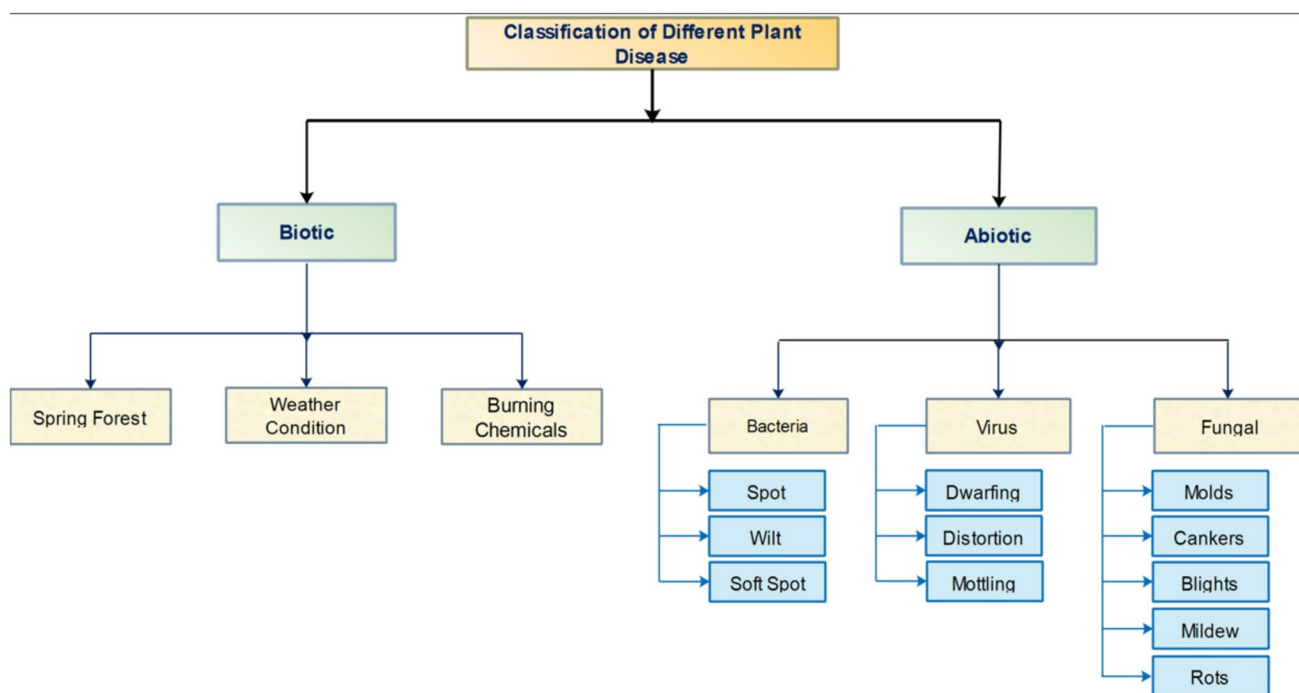 Classification of Different Plant
Disease
Biotic
Abiotic
Spring Forest
Weather
Condition
Burning
Chemicals
Bacteria
Virus
Fungal
Spot
Wilt
Soft Spot
Dwarfing
Distortion
Mottling
Molds
Cankers
Blights
Mildew
Rots